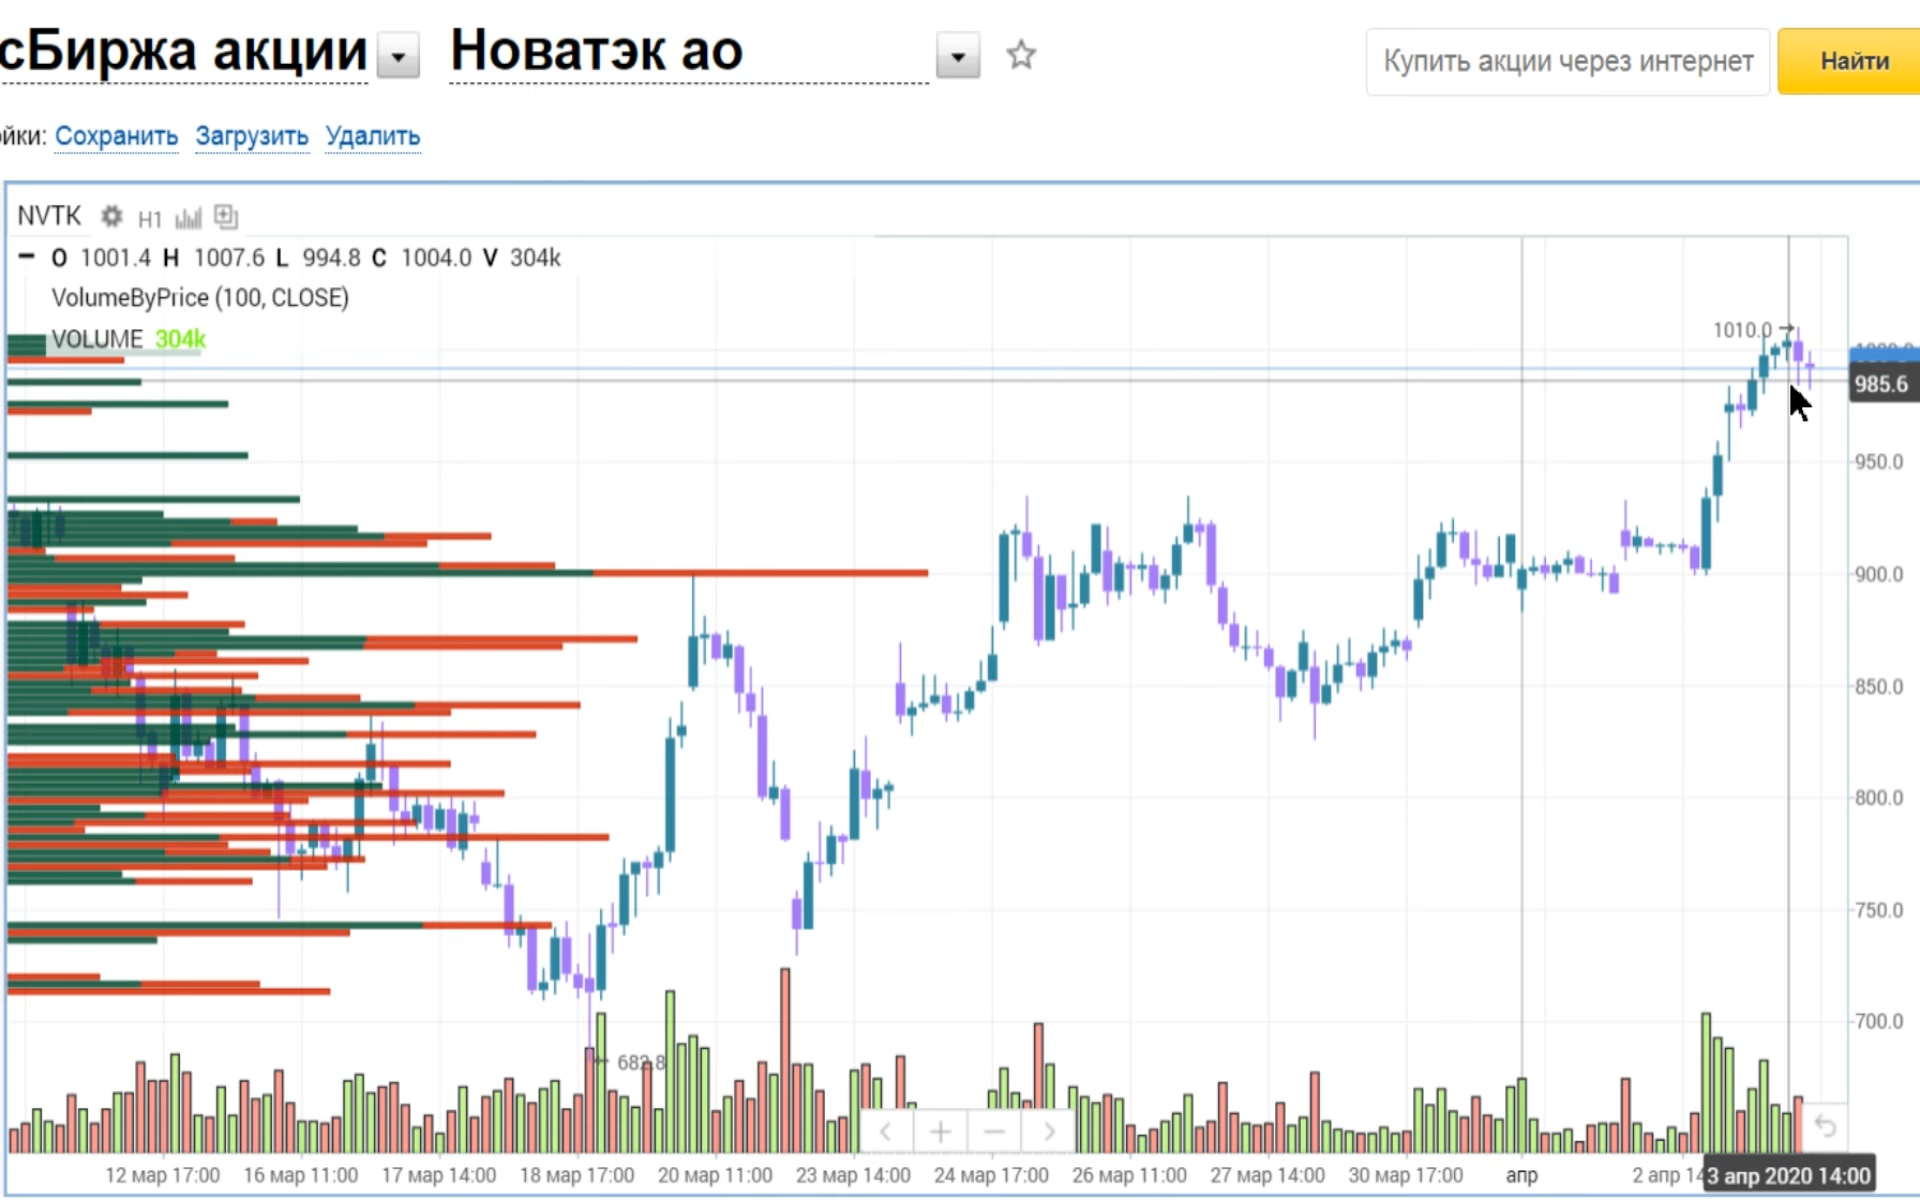 сБиржа акции Новатэк ао Купить акции через интернет Найти
йки: Сохранить Загрузить Удалить
NVTK H1
O 1001.4 H 1007.6 L 994.8 C 1004.0 V 304k
VolumeByPrice (100, CLOSE)
VOLUME 304k
1010.0
985.6
950.0
900.0
850.0
800.0
750.0
700.0
682.8
12 мар 17:00 16 мар 11:00 17 мар 14:00 18 мар 17:00 20 мар 11:00 23 мар 14:00 24 мар 17:00 26 мар 11:00 27 мар 14:00 30 мар 17:00 апр 2 апр 14 3 апр 2020 14:00